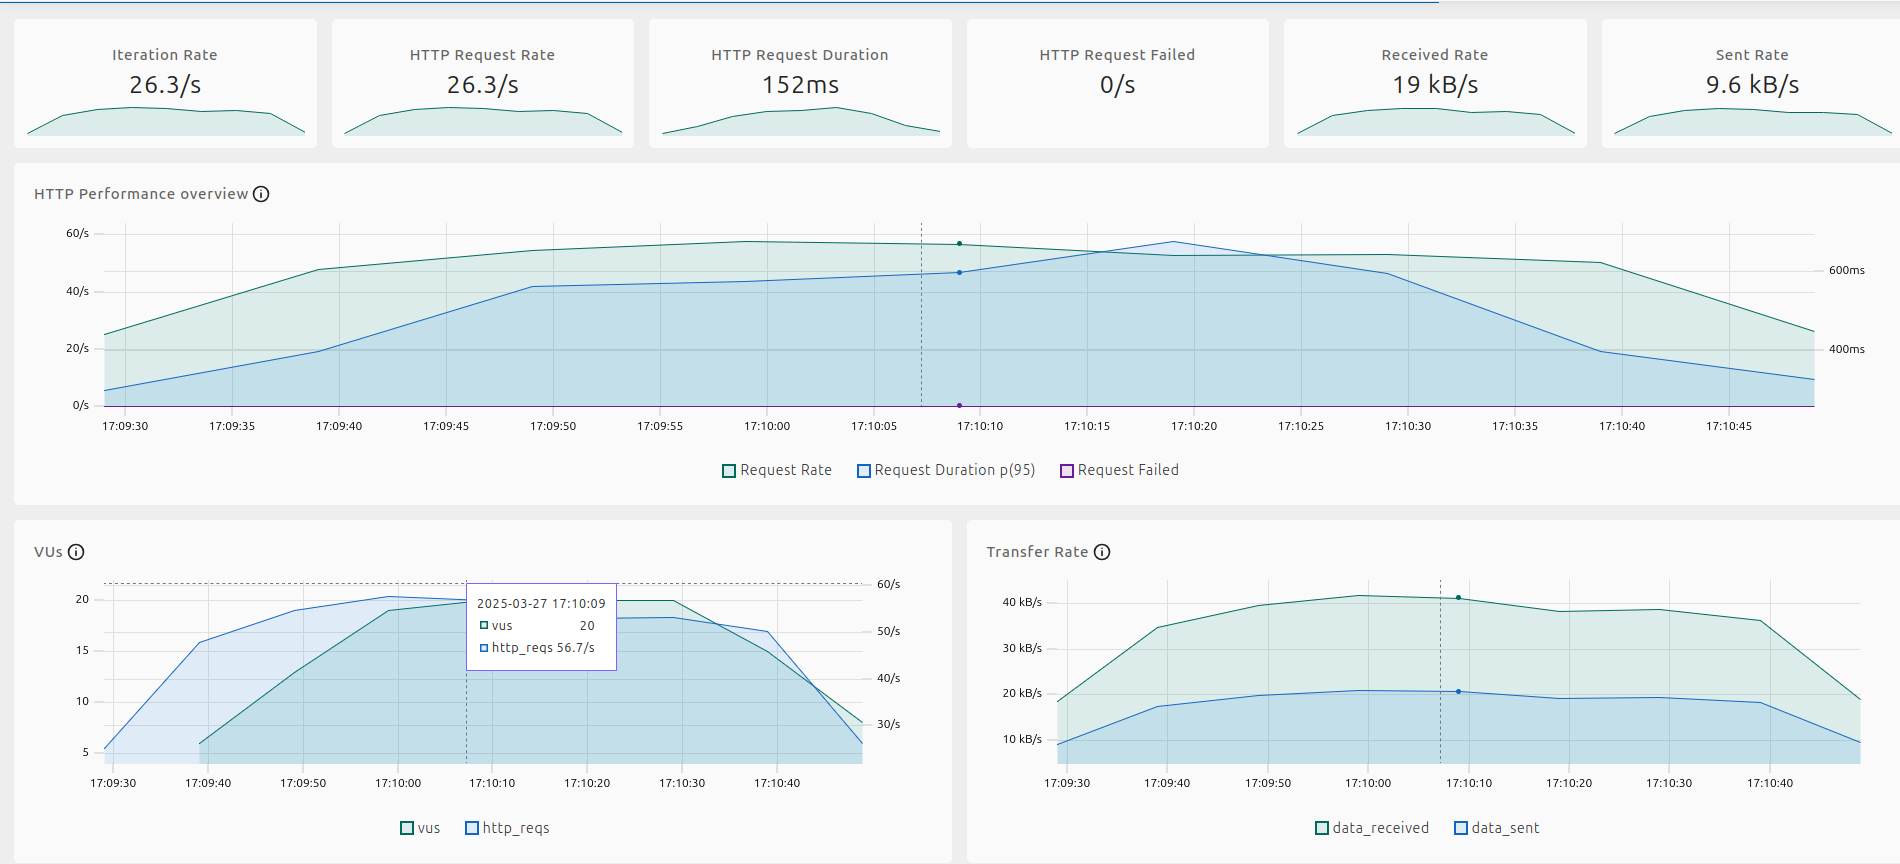 Iteration Rate
26.3/s
HTTP Request Rate
26.3/s
HTTP Request Duration
152ms
HTTP Request Failed
0/s
Received Rate
19 kB/s
Sent Rate
9.6 kB/s
HTTP Performance overview
60/s
40/s
20/s
0/s
600ms
400ms
17:09:30 17:09:35 17:09:40 17:09:45 17:09:50 17:09:55 17:10:00 17:10:05 17:10:10 17:10:15 17:10:20 17:10:25 17:10:30 17:10:35 17:10:40 17:10:45
Request Rate Request Duration p(95) Request Failed
VUs
20
15
10
5
60/s
50/s
40/s
30/s
2025-03-27 17:10:09
vus 20
http_reqs 56.7/s
17:09:30 17:09:40 17:09:50 17:10:00 17:10:10 17:10:20 17:10:30 17:10:40
vus http_reqs
Transfer Rate
40 kB/s
30 kB/s
20 kB/s
10 kB/s
17:09:30 17:09:40 17:09:50 17:10:00 17:10:10 17:10:20 17:10:30 17:10:40
data_received data_sent